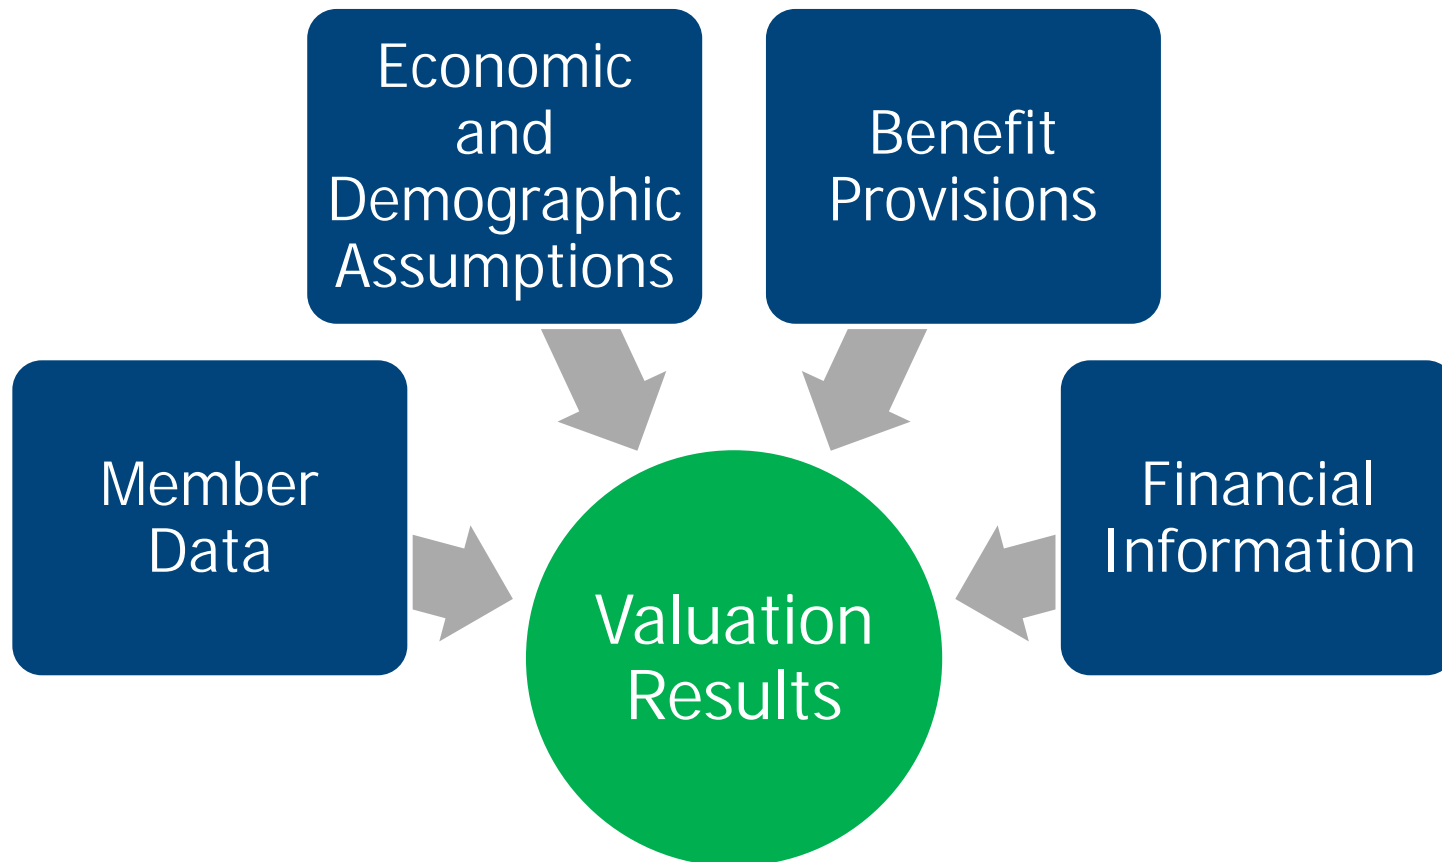 Economic
and
Demographic
Assumptions
Benefit
Provisions
Member
Data
Financial
Information
Valuation
Results